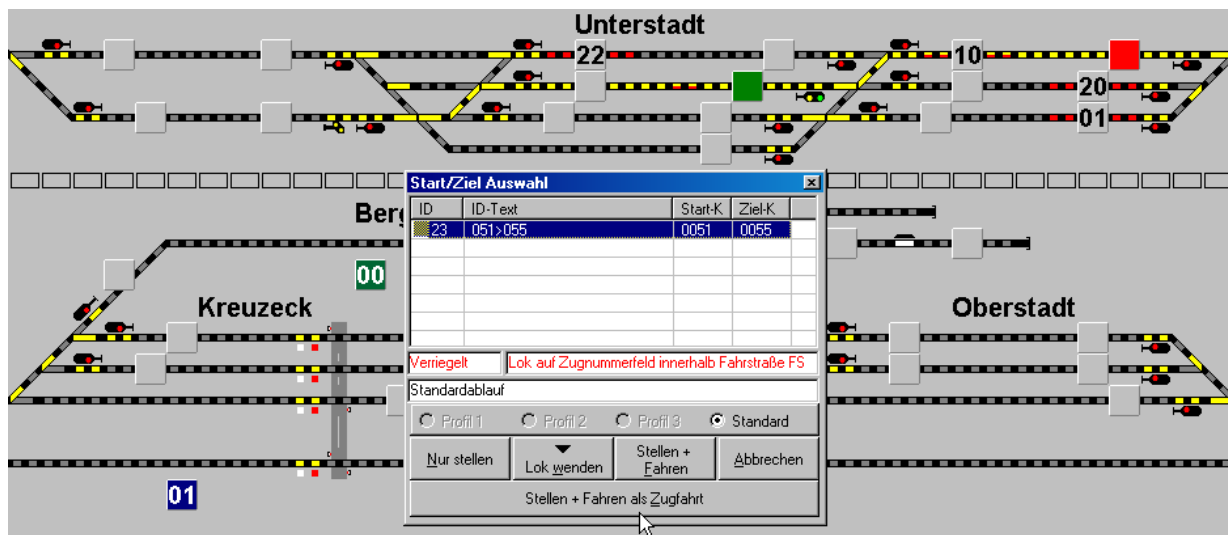 Unterstadt
22
10
20
01
Start/Ziel Auswahl
ID ID-Text Start-K Ziel-K
23 051>055 0051 0055
Berg
00
Kreuzeck
Oberstadt
Verriegelt Lok auf Zugnummerfeld innerhalb Fahrstraße FS
Standardablauf
Profil 1 Profil 2 Profil 3 Standard
Nur stellen Lok wenden Stellen + Fahren Abbrechen
Stellen + Fahren als Zugfahrt
01